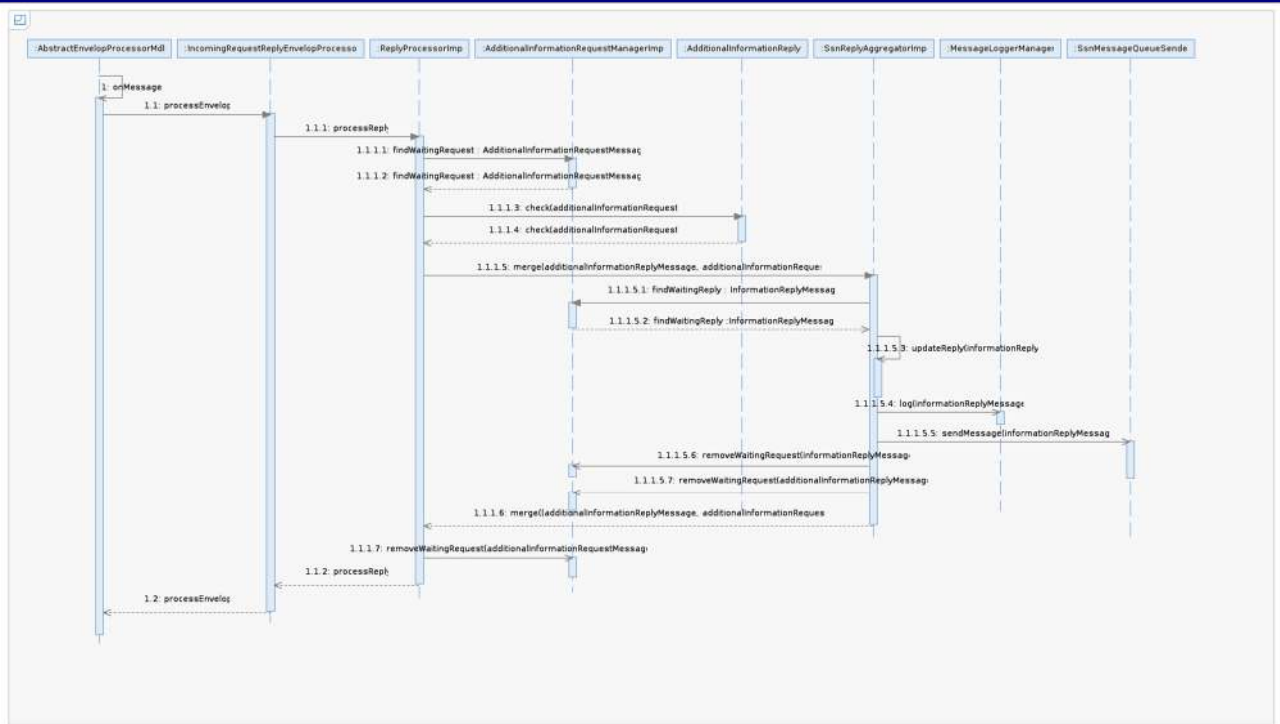 :AbstractEnvelopProcessorMdl
:IncomingRequestReplyEnvelopProcesso
:ReplyProcessorImp
:AdditionalInformationRequestManagerImp
:AdditionalInformationReply
:SsnReplyAggregatorImp
:MessageLoggerManager
:SsnMessageQueueSende
1: onMessage
1.1: processEnvelop
1.1.1: processReply
1.1.1.1: findWaitingRequest : AdditionalInformationRequestMessag
1.1.1.2: findWaitingRequest : AdditionalInformationRequestMessag
1.1.1.3: check(additionalInformationRequest
1.1.1.4: check(additionalInformationRequest
1.1.1.5: merge(additionalInformationReplyMessage, additionalInformationReque
1.1.1.5.1: findWaitingReply : InformationReplyMessag
1.1.1.5.2: findWaitingReply :InformationReplyMessag
1.1.1.5.3: updateReply(informationReply
1.1.1.5.4: log(informationReplyMessage
1.1.1.5.5: sendMessage(informationReplyMessag
1.1.1.5.6: removeWaitingRequest(informationReplyMessag
1.1.1.5.7: removeWaitingRequest(additionalInformationReplyMessag
1.1.1.6: merge((additionalInformationReplyMessage, additionalInformationReques
1.1.1.7: removeWaitingRequest(additionalInformationRequestMessag
1.1.2: processReply
1.2: processEnvelop